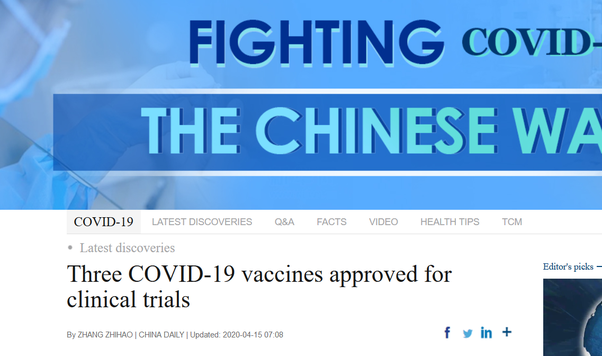 FIGHTING COVID-
THE CHINESE WA
COVID-19 LATEST DISCOVERIES Q&A FACTS VIDEO HEALTH TIPS TCM
• Latest discoveries
Three COVID-19 vaccines approved for
clinical trials
Editor's picks
By ZHANG ZHIHAO | CHINA DAILY | Updated: 2020-04-15 07:08